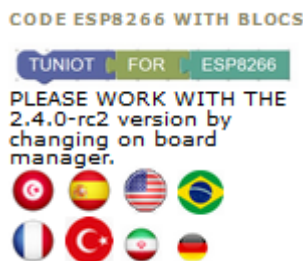 CODE ESP8266 WITH BLOCS
TUNIOT FOR ESP8266
PLEASE WORK WITH THE
2.4.0-rc2 version by
changing on board
manager.